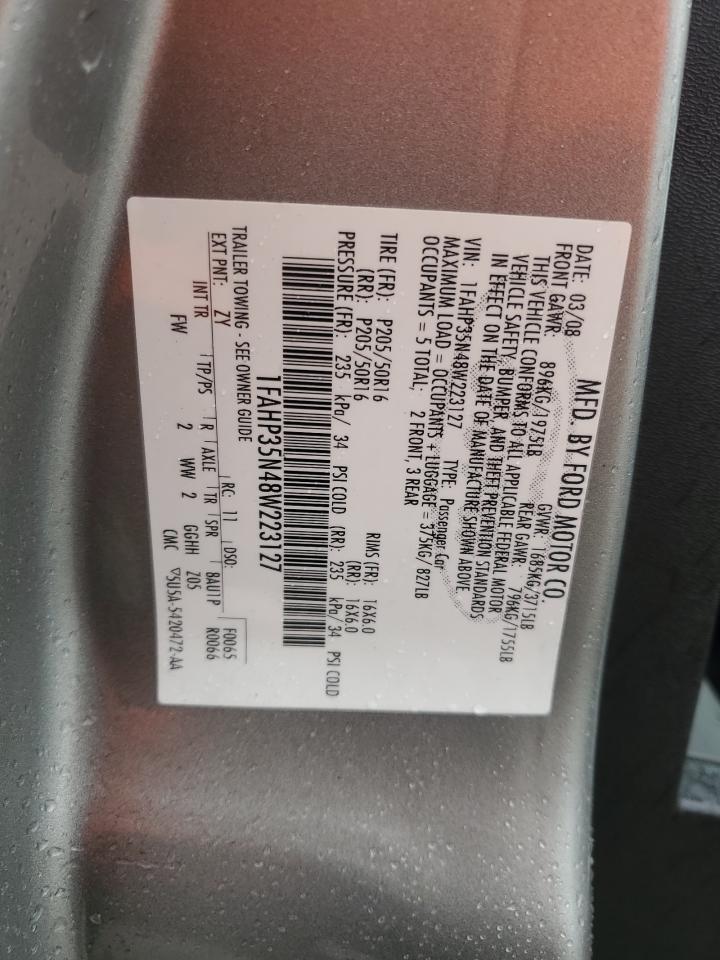 MFD. BY FORD MOTOR CO.
DATE: 03/08 GVWR: 1685KG/3715LB
FRONT GAWR: 896KG/1975LB REAR GAWR: 796KG/1755LB
THIS VEHICLE CONFORMS TO ALL APPLICABLE FEDERAL MOTOR
VEHICLE SAFETY, BUMPER, AND THEFT PREVENTION STANDARDS
IN EFFECT ON THE DATE OF MANUFACTURE SHOWN ABOVE.
VIN: 1FAHP35N48W223127 TYPE: Passenger Car
MAXIMUM LOAD = OCCUPANTS + LUGGAGE = 375KG/ 827LB
OCCUPANTS = 5 TOTAL: 2 FRONT, 3 REAR
TIRE (FR): P205/50R16 RIMS (FR): 16X6.0
(RR): P205/50R16 (RR): 16X6.0
PRESSURE (FR): 235 kPa/ 34 PSI COLD (RR): 235 kPa/34 PSI COLD
1FAHP35N48W223127
TRAILER TOWING - SEE OWNER GUIDE
EXT PNT: ZY RC: 11 DSO: F0065
INT TR TP/PS R AXLE TR SPR BAU1P R0066
FW 2 WW 2 GGHH Z05
CMC ▽5U5A-5420472-AA